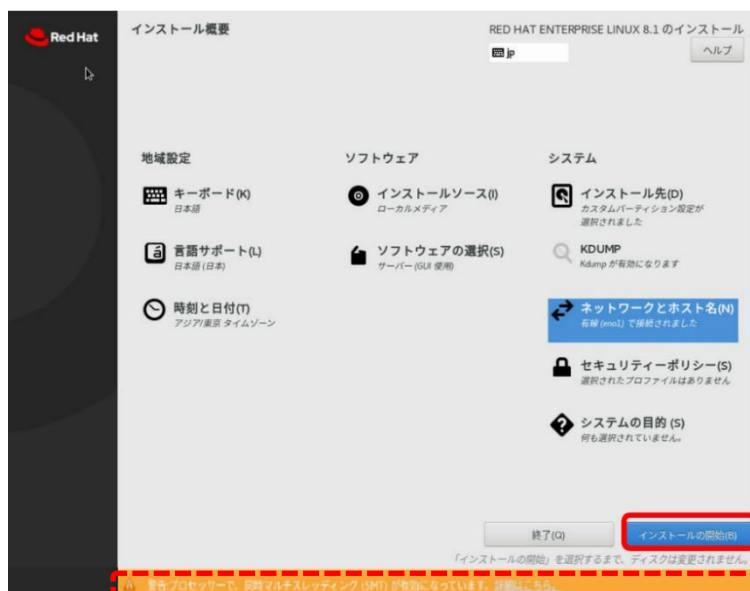 Red Hat
インストール概要
RED HAT ENTERPRISE LINUX 8.1 のインストール
jp
ヘルプ
地域設定
キーボード(K)
日本語
言語サポート(L)
日本語 (日本)
時刻と日付(T)
アジア/東京 タイムゾーン
ソフトウェア
インストールソース(I)
ローカルメディア
ソフトウェアの選択(S)
サーバー (GUI 使用)
システム
インストール先(D)
カスタムパーティション設定が
選択されました
KDUMP
Kdump が有効になります
ネットワークとホスト名(N)
有線 (eno1) で接続されました
セキュリティーポリシー(S)
選択されたプロファイルはありません
システムの目的 (S)
何も選択されていません。
終了(Q)
インストールの開始(B)
「インストールの開始」を選択するまで、ディスクは変更されません。
警告:プロセッサーで、同時マルチスレッディング (SMT) が有効になっています。詳細はこちら。